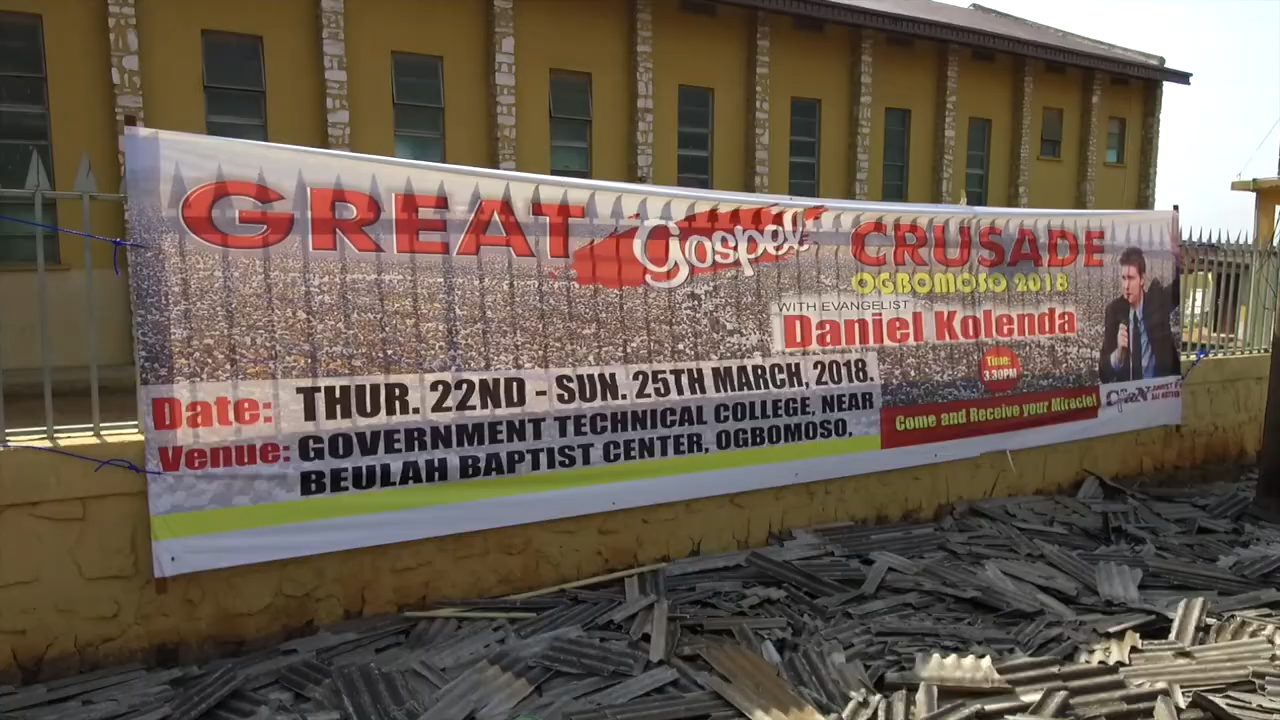 GREAT gospel CRUSADE
OGBOMOSO 2018
WITH EVANGELIST
Daniel Kolenda
Time:
3.30PM
Date: THUR. 22ND - SUN. 25TH MARCH, 2018.
Venue: GOVERNMENT TECHNICAL COLLEGE, NEAR
BEULAH BAPTIST CENTER, OGBOMOSO,
Come and Receive your Miracle!
CfaN